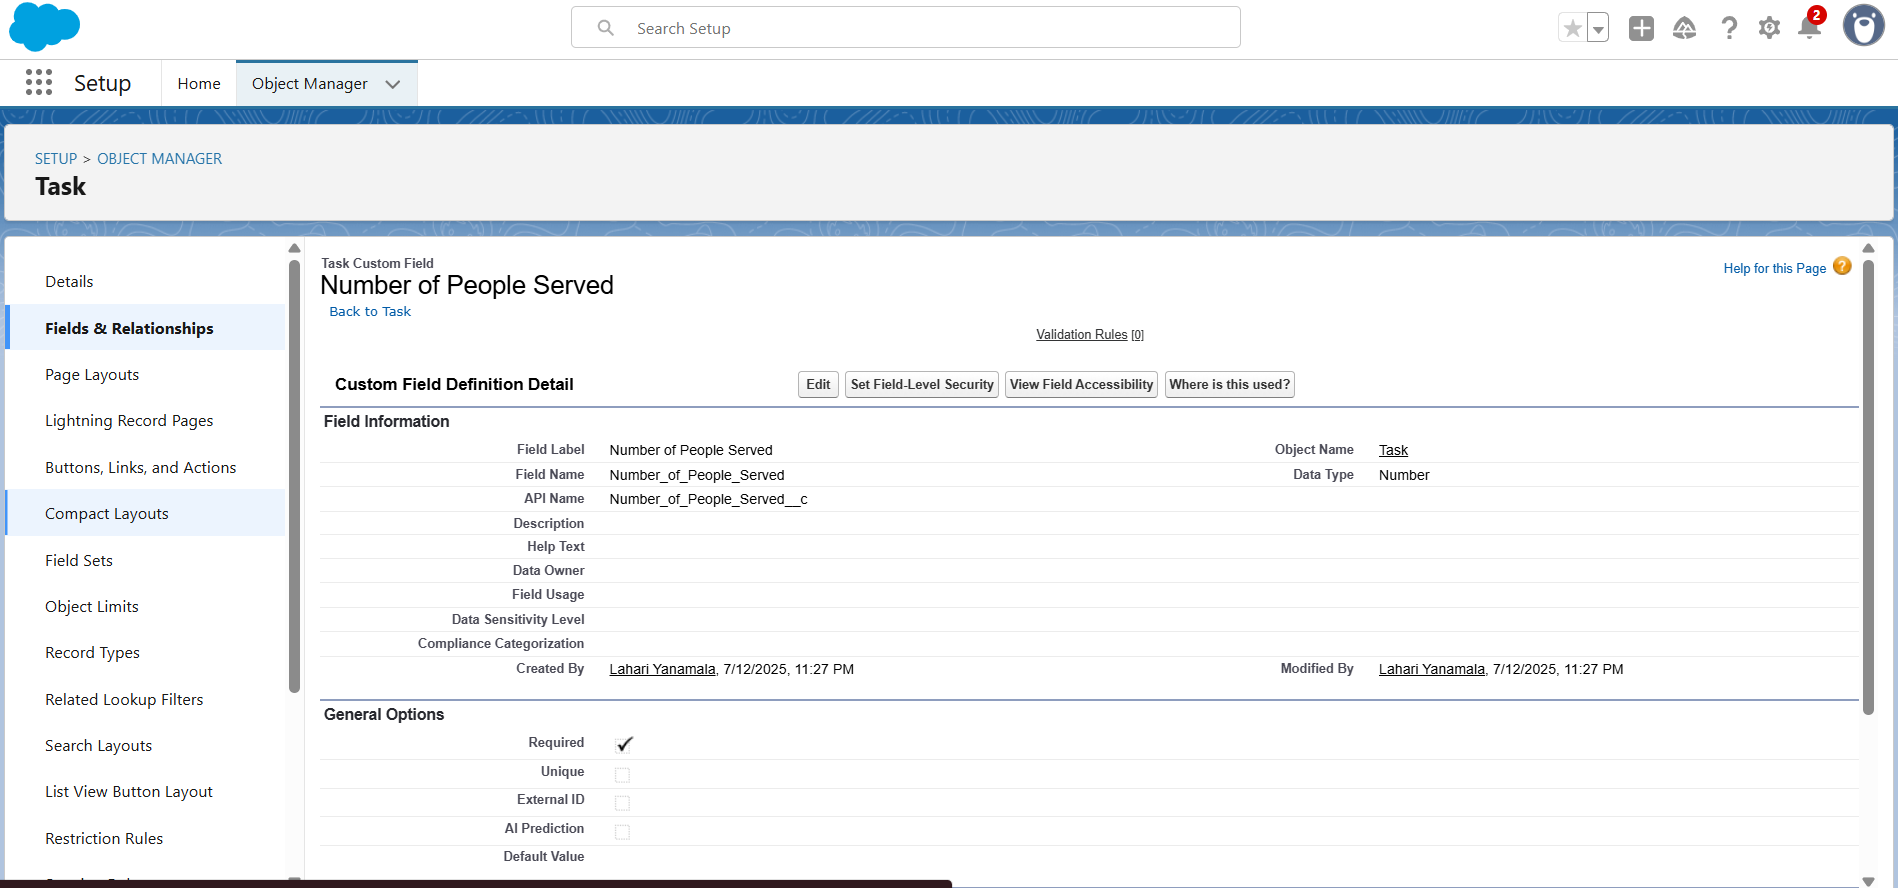 Search Setup
2
Setup
Home
Object Manager
SETUP > OBJECT MANAGER
Task
Details
Fields & Relationships
Page Layouts
Lightning Record Pages
Buttons, Links, and Actions
Compact Layouts
Field Sets
Object Limits
Record Types
Related Lookup Filters
Search Layouts
List View Button Layout
Restriction Rules
Task Custom Field
Number of People Served
Back to Task
Help for this Page ?
Validation Rules [0]
Custom Field Definition Detail
Edit
Set Field-Level Security
View Field Accessibility
Where is this used?
Field Information
Field Label Number of People Served Object Name Task
Field Name Number_of_People_Served Data Type Number
API Name Number_of_People_Served__c
Description
Help Text
Data Owner
Field Usage
Data Sensitivity Level
Compliance Categorization
Created By Lahari Yanamala, 7/12/2025, 11:27 PM Modified By Lahari Yanamala, 7/12/2025, 11:27 PM
General Options
Required
Unique
External ID
AI Prediction
Default Value